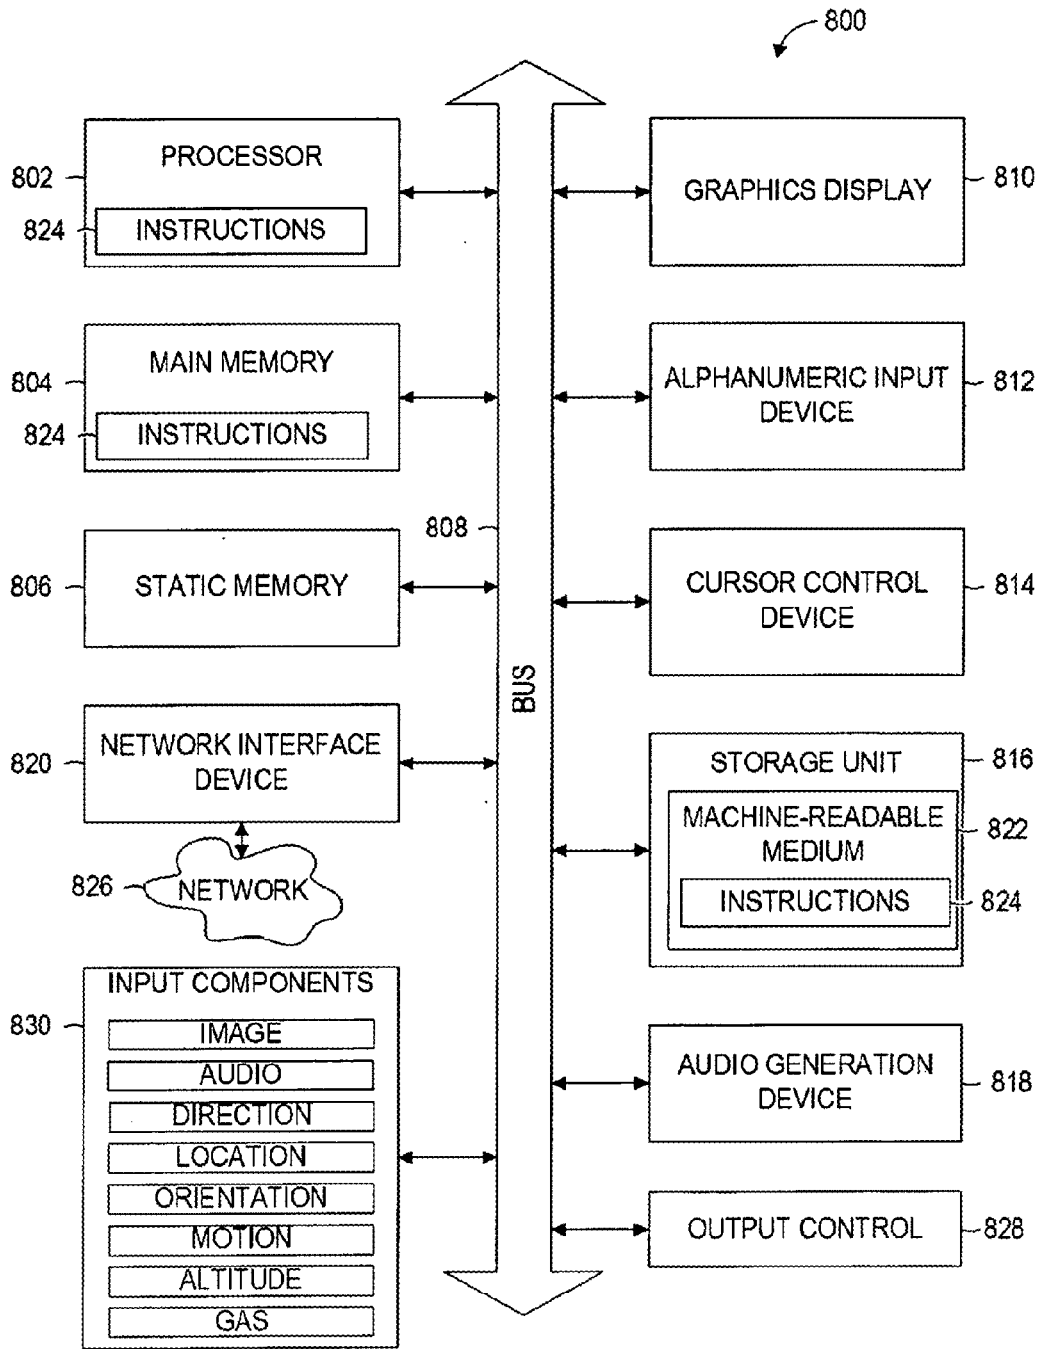 800
PROCESSOR
802
824
INSTRUCTIONS
MAIN MEMORY
804
824
INSTRUCTIONS
806
STATIC MEMORY
820
NETWORK INTERFACE
DEVICE
826
NETWORK
INPUT COMPONENTS
830
IMAGE
AUDIO
DIRECTION
LOCATION
ORIENTATION
MOTION
ALTITUDE
GAS
808
BUS
GRAPHICS DISPLAY
810
ALPHANUMERIC INPUT
DEVICE
812
CURSOR CONTROL
DEVICE
814
STORAGE UNIT
816
MACHINE-READABLE
MEDIUM
822
INSTRUCTIONS
824
AUDIO GENERATION
DEVICE
818
OUTPUT CONTROL
828